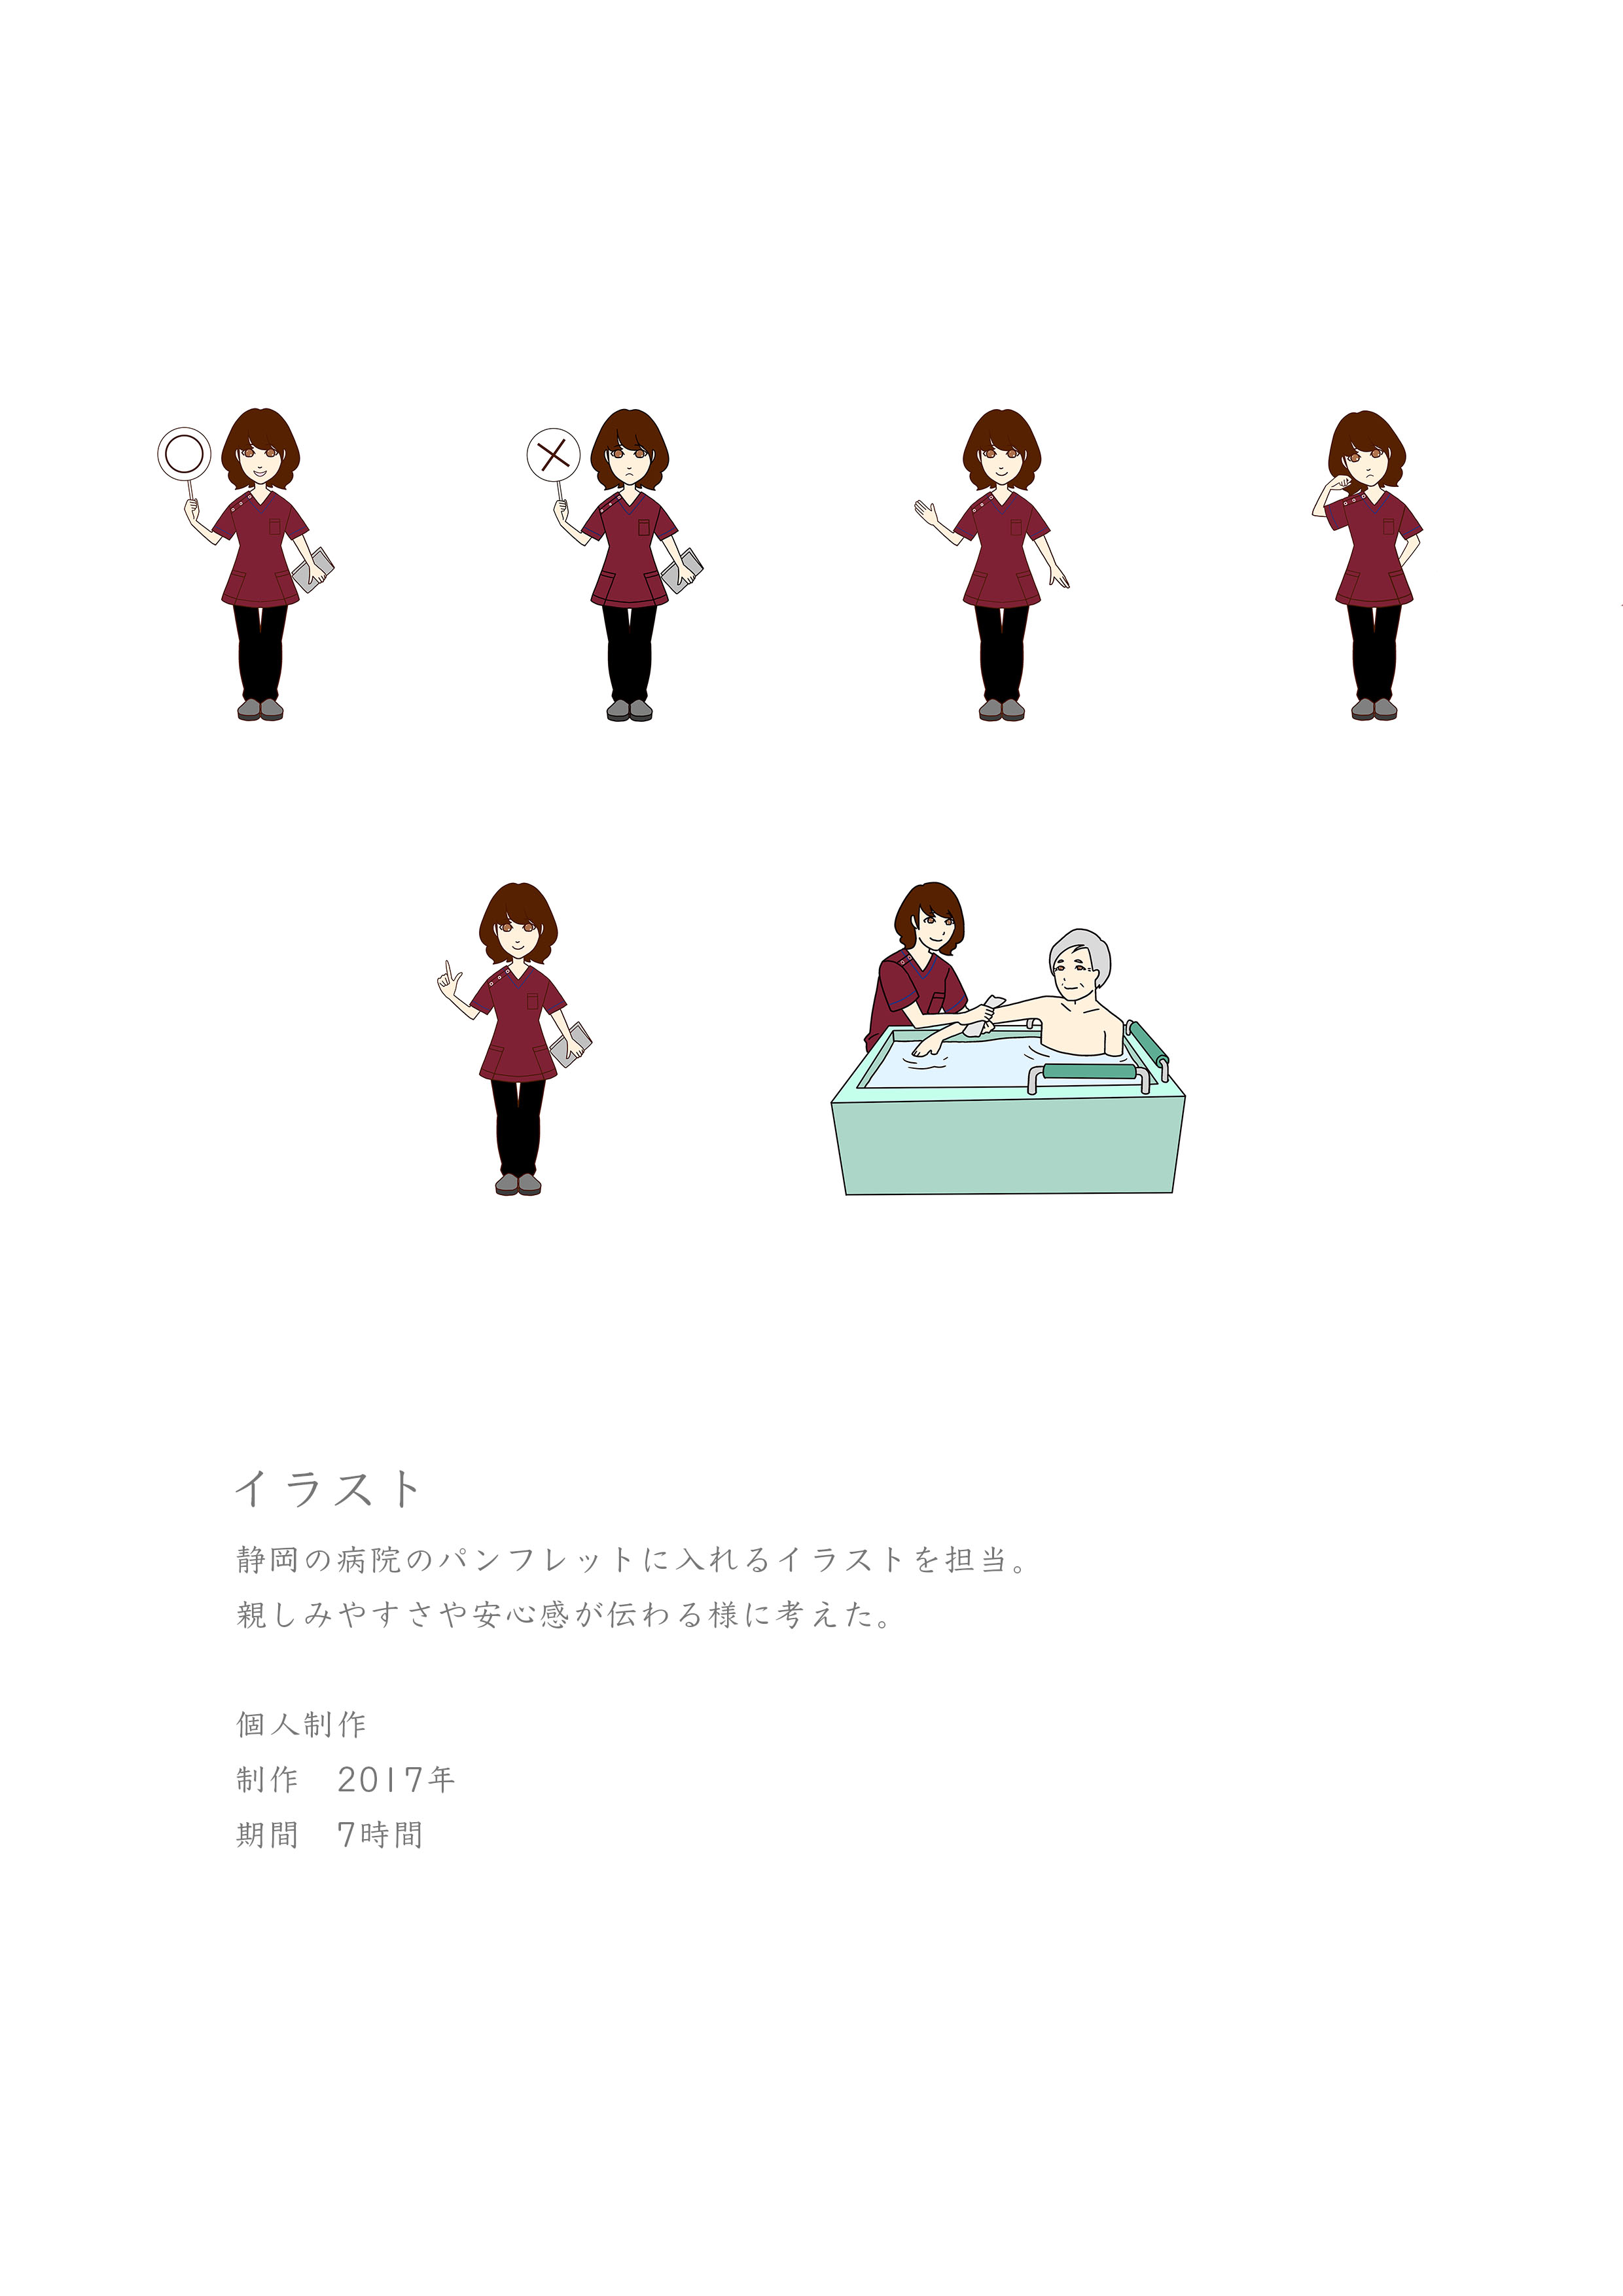 イラスト
静岡の病院のパンフレットに入れるイラストを担当。
親しみやすさや安心感が伝わる様に考えた。
個人制作
制作　2017年
期間　7時間